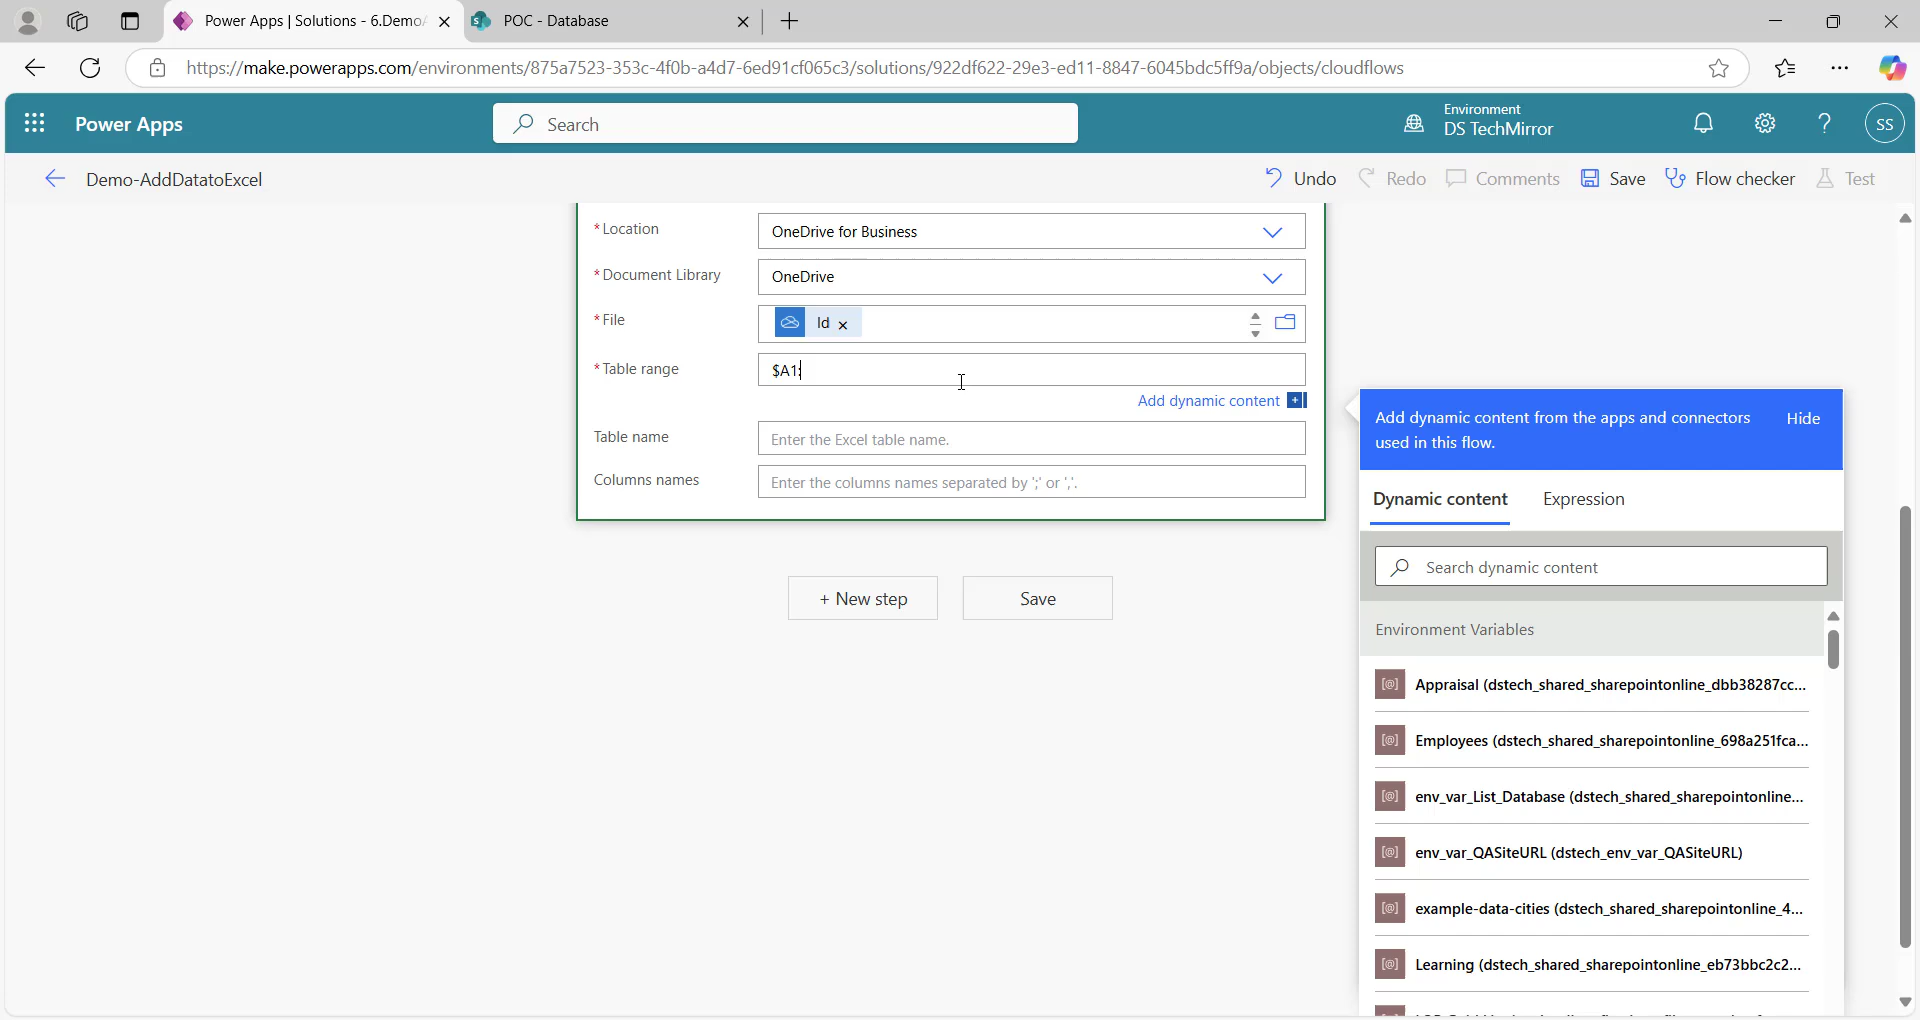 Power Apps | Solutions - 6.Demo
POC - Database
https://make.powerapps.com/environments/875a7523-353c-4f0b-a4d7-6ed91cf065c3/solutions/922df622-29e3-ed11-8847-6045bdc5ff9a/objects/cloudflows
Power Apps
Search
Environment
DS TechMirror
SS
Demo-AddDatatoExcel
Undo
Redo
Comments
Save
Flow checker
Test
* Location
OneDrive for Business
* Document Library
OneDrive
* File
Id
* Table range
$A1:
Add dynamic content
Table name
Enter the Excel table name.
Columns names
Enter the columns names separated by ';' or ','.
+ New step
Save
Add dynamic content from the apps and connectors
used in this flow.
Hide
Dynamic content
Expression
Search dynamic content
Environment Variables
Appraisal (dstech_shared_sharepointonline_dbb38287cc...
Employees (dstech_shared_sharepointonline_698a251fca...
env_var_List_Database (dstech_shared_sharepointonline...
env_var_QASiteURL (dstech_env_var_QASiteURL)
example-data-cities (dstech_shared_sharepointonline_4...
Learning (dstech_shared_sharepointonline_eb73bbc2c2...